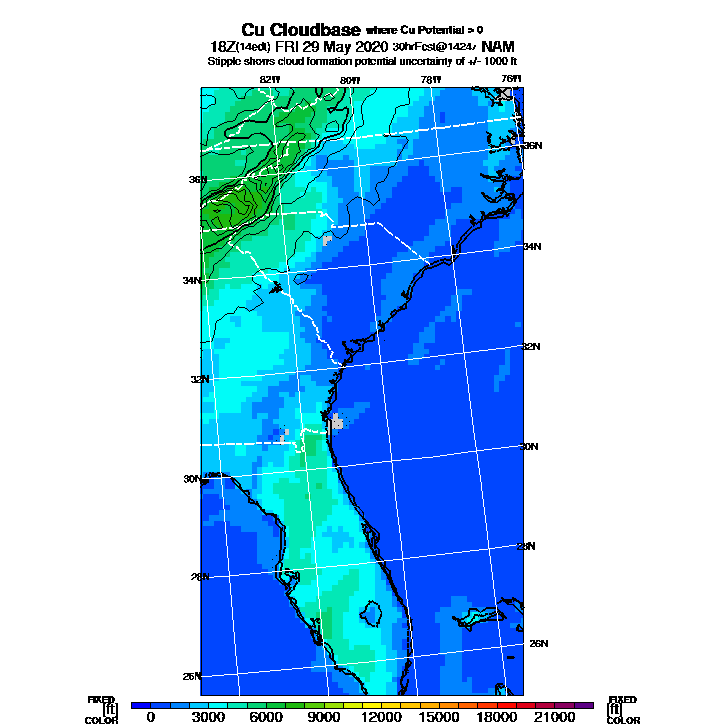 Cu Cloudbase where Cu Potential > 0
18Z(14edt) FRI 29 May 2020 30hrFcst@1424z NAM
Stipple shows cloud formation potential uncertainty of +/- 1000 ft
82W 80W 78W 76W
36N 36N
34N 34N
32N 32N
30N 30N
28N 28N
26N 26N
FIXED FIXED
[ft] [ft]
COLOR COLOR
0 3000 6000 9000 12000 15000 18000 21000